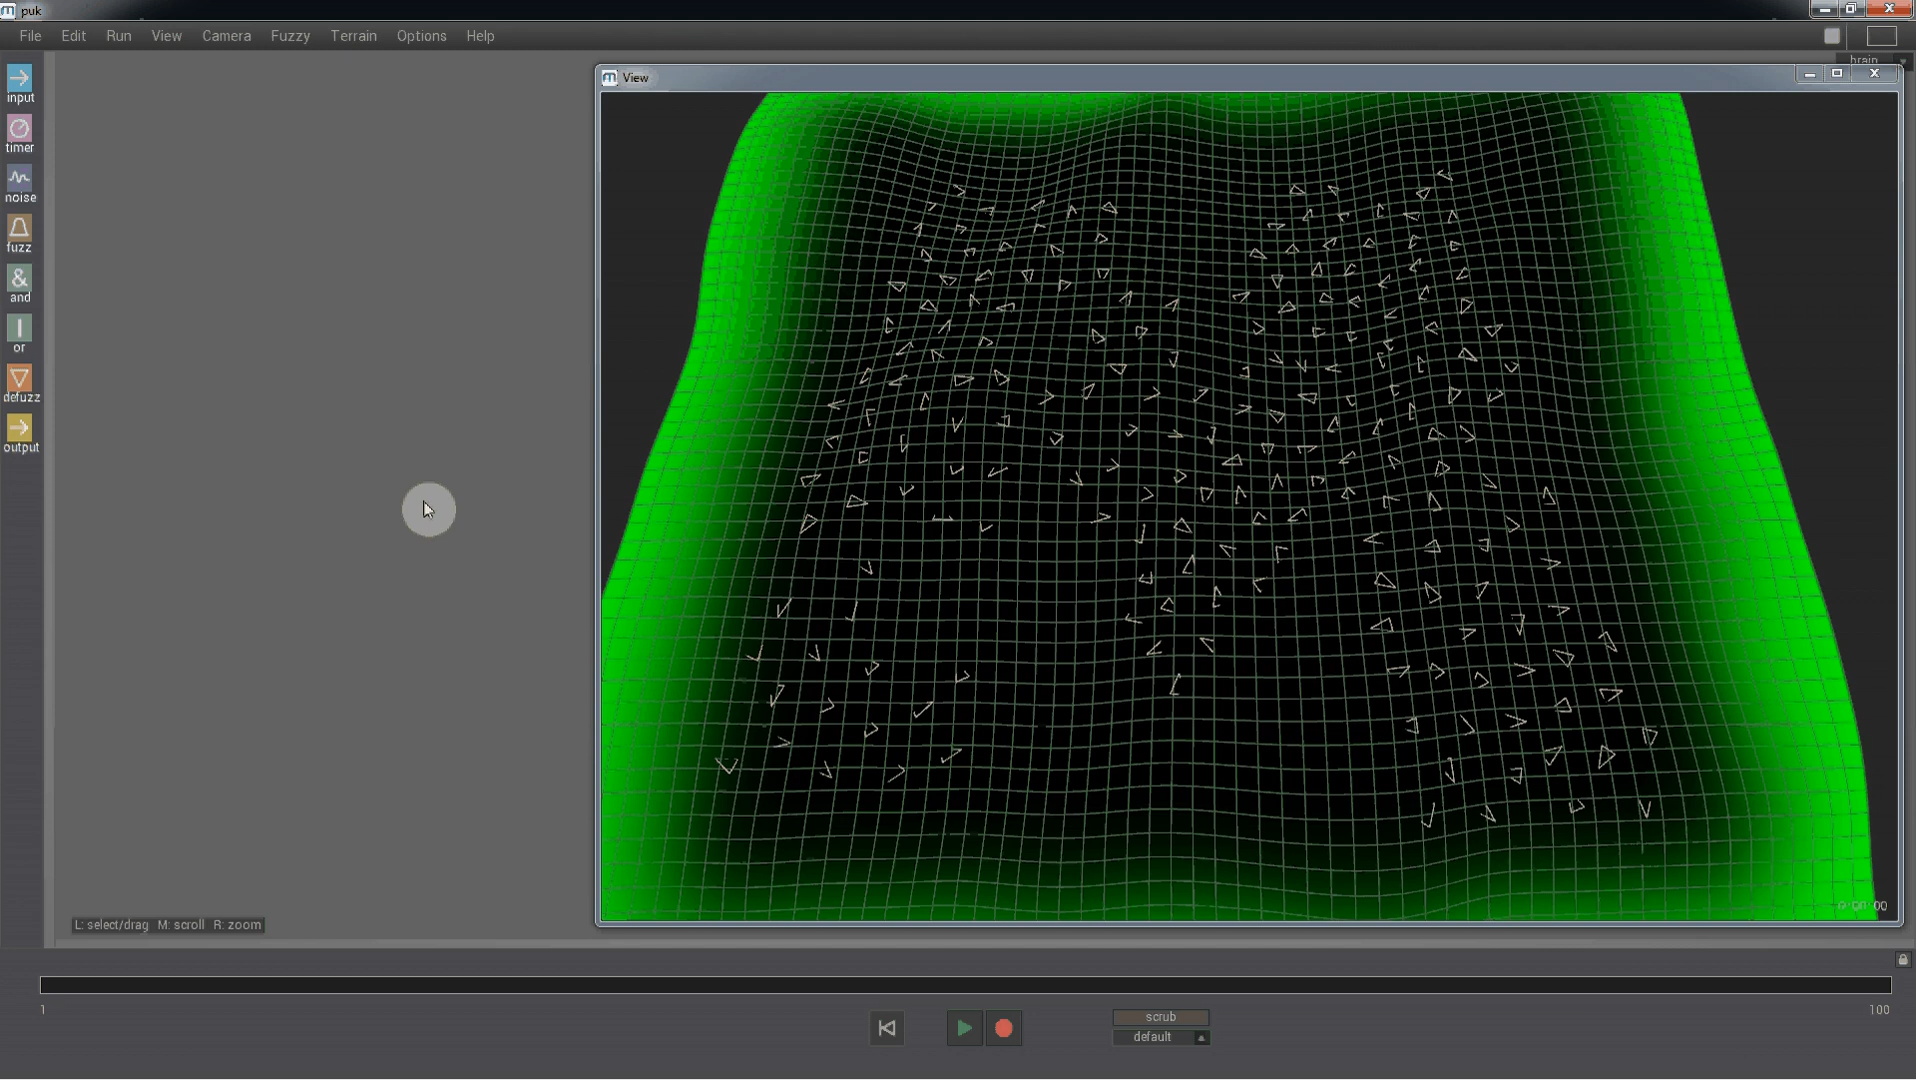 puk
File Edit Run View Camera Fuzzy Terrain Options Help
brain
View
input
timer
noise
fuzz
&
and
or
defuzz
output
L: select/drag M: scroll R: zoom
1
100
scrub
default